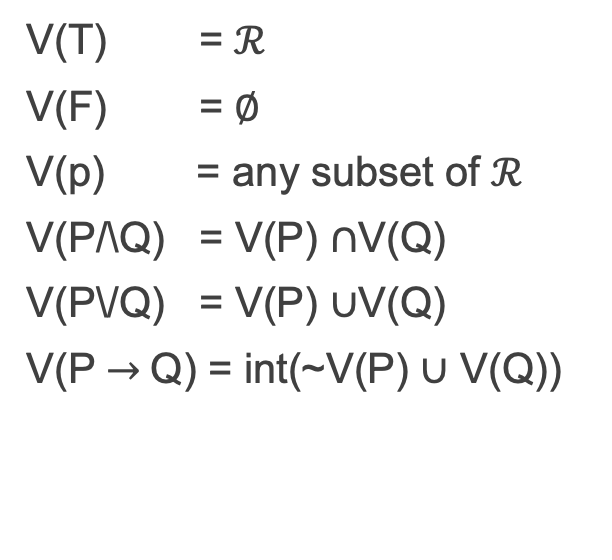 V(T) = ℛ
V(F) = ∅
V(p) = any subset of ℛ
V(P/\Q) = V(P) ∩V(Q)
V(P\/Q) = V(P) ∪V(Q)
V(P → Q) = int(~V(P) ∪ V(Q))